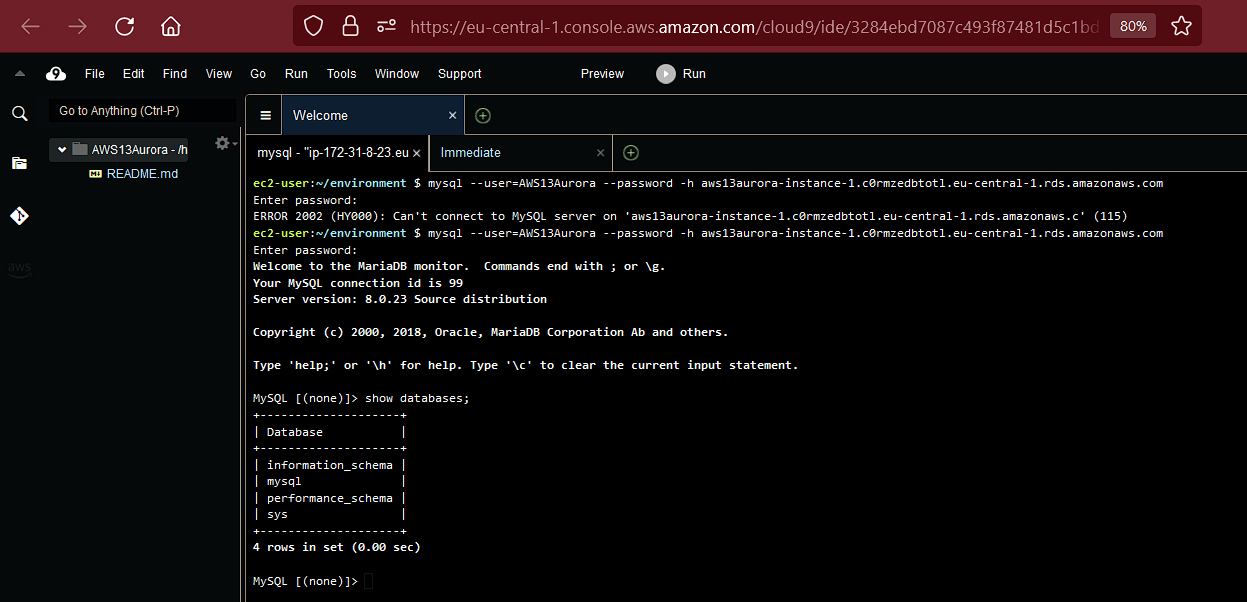 https://eu-central-1.console.aws.amazon.com/cloud9/ide/3284ebd7087c493f87481d5c1bd
80%
9 File Edit Find View Go Run Tools Window Support Preview Run
Go to Anything (Ctrl-P)
Welcome
AWS13Aurora - /h
mysql - "ip-172-31-8-23.eu
Immediate
README.md
aws
ec2-user:~/environment $ mysql --user=AWS13Aurora --password -h aws13aurora-instance-1.c0rmzedbtotl.eu-central-1.rds.amazonaws.com
Enter password:
ERROR 2002 (HY000): Can't connect to MySQL server on 'aws13aurora-instance-1.c0rmzedbtotl.eu-central-1.rds.amazonaws.c' (115)
ec2-user:~/environment $ mysql --user=AWS13Aurora --password -h aws13aurora-instance-1.c0rmzedbtotl.eu-central-1.rds.amazonaws.com
Enter password:
Welcome to the MariaDB monitor.  Commands end with ; or \g.
Your MySQL connection id is 99
Server version: 8.0.23 Source distribution
Copyright (c) 2000, 2018, Oracle, MariaDB Corporation Ab and others.
Type 'help;' or '\h' for help. Type '\c' to clear the current input statement.
MySQL [(none)]> show databases;
+--------------------+
| Database           |
+--------------------+
| information_schema |
| mysql              |
| performance_schema |
| sys                |
+--------------------+
4 rows in set (0.00 sec)
MySQL [(none)]>